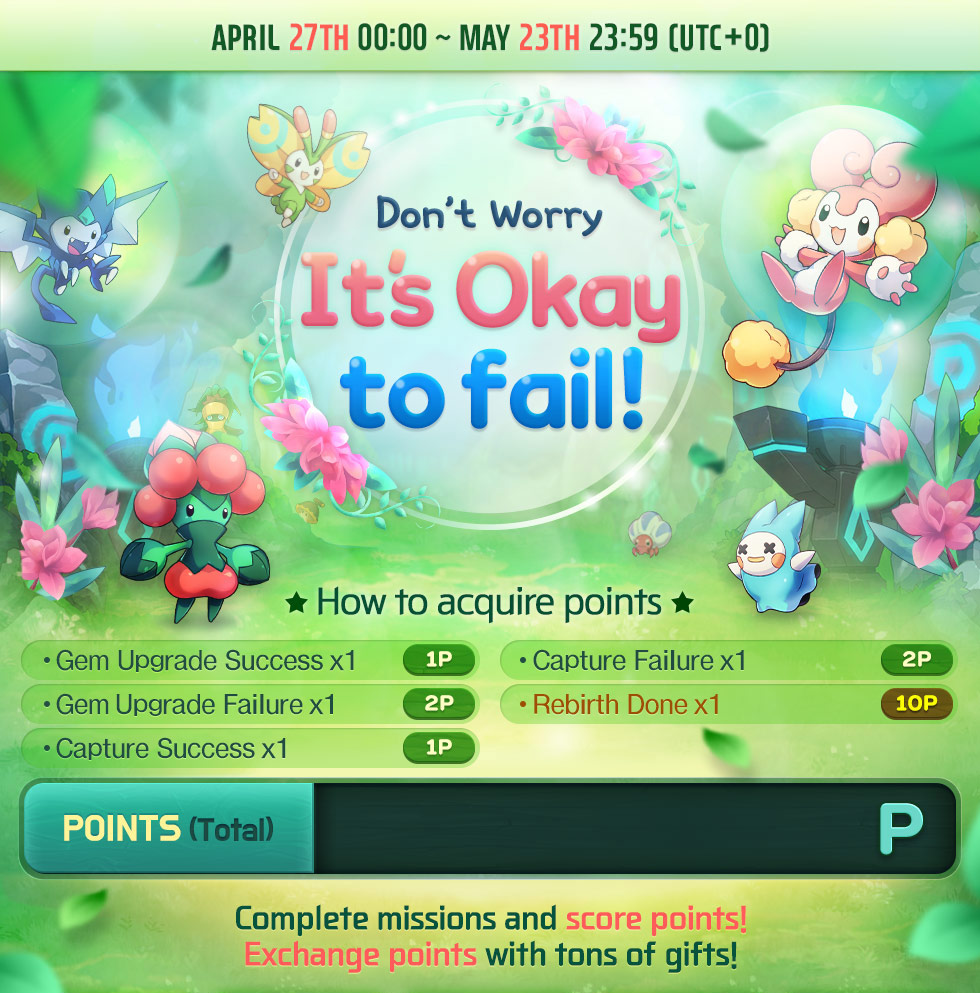 APRIL 27TH 00:00 ~ MAY 23TH 23:59 (UTC+0)
Don't Worry
It's Okay
to fail!
★ How to acquire points ★
• Gem Upgrade Success x1 1P
• Gem Upgrade Failure x1 2P
• Capture Success x1 1P
• Capture Failure x1 2P
• Rebirth Done x1 10P
POINTS (Total) P
Complete missions and score points!
Exchange points with tons of gifts!